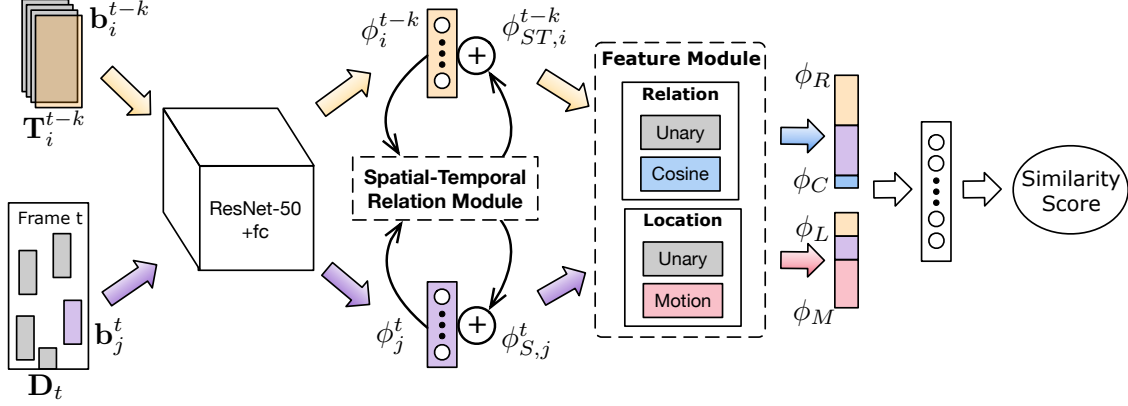 b_i^{t-k}
T_i^{t-k}
Frame t
b_j^t
D_t
ResNet-50
+fc
ϕ_i^{t-k}
ϕ_{ST,i}^{t-k}
+
Spatial-Temporal
Relation Module
ϕ_j^t
ϕ_{S,j}^t
+
Feature Module
Relation
Unary
Cosine
Location
Unary
Motion
ϕ_R
ϕ_C
ϕ_L
ϕ_M
Similarity
Score